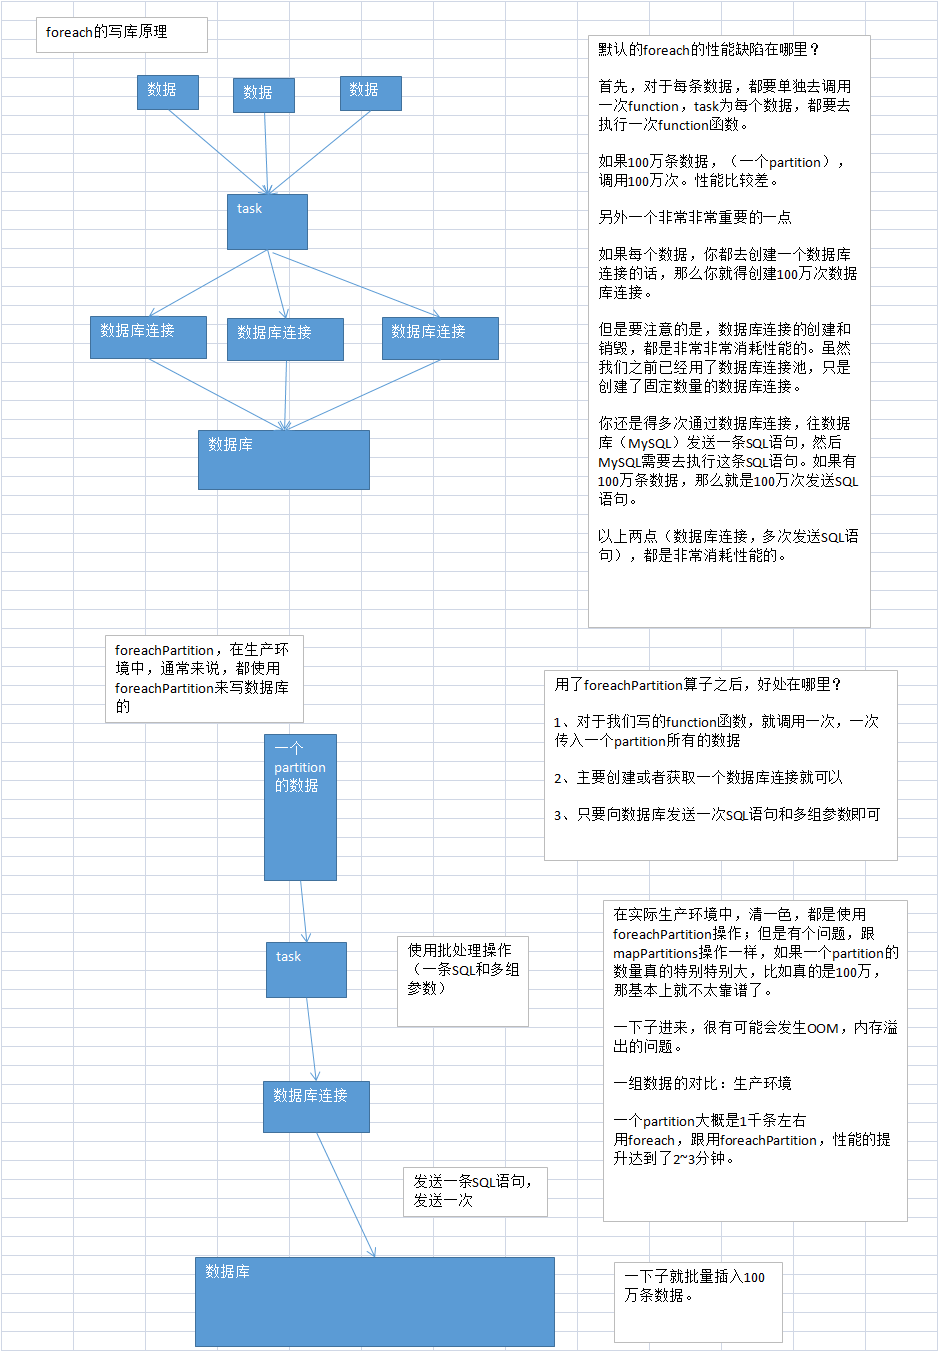 foreach的写库原理
数据
数据
数据
task
数据库连接
数据库连接
数据库连接
数据库
默认的foreach的性能缺陷在哪里？
首先，对于每条数据，都要单独去调用
一次function，task为每个数据，都要去
执行一次function函数。
如果100万条数据，（一个partition），
调用100万次。性能比较差。
另外一个非常非常重要的一点
如果每个数据，你都去创建一个数据库
连接的话，那么你就得创建100万次数据
库连接。
但是要注意的是，数据库连接的创建和
销毁，都是非常非常消耗性能的。虽然
我们之前已经用了数据库连接池，只是
创建了固定数量的数据库连接。
你还是得多次通过数据库连接，往数据
库（MySQL）发送一条SQL语句，然后
MySQL需要去执行这条SQL语句。如果有
100万条数据，那么就是100万次发送SQL
语句。
以上两点（数据库连接，多次发送SQL语
句），都是非常消耗性能的。
foreachPartition，在生产环
境中，通常来说，都使用
foreachPartition来写数据库
的
一个
partition
的数据
task
使用批处理操作
（一条SQL和多组
参数）
数据库连接
发送一条SQL语句，
发送一次
数据库
用了foreachPartition算子之后，好处在哪里？
1、对于我们写的function函数，就调用一次，一次
传入一个partition所有的数据
2、主要创建或者获取一个数据库连接就可以
3、只要向数据库发送一次SQL语句和多组参数即可
在实际生产环境中，清一色，都是使用
foreachPartition操作；但是有个问题，跟
mapPartitions操作一样，如果一个partition的
数量真的特别特别大，比如真的是100万，
那基本上就不太靠谱了。
一下子进来，很有可能会发生OOM，内存溢
出的问题。
一组数据的对比：生产环境
一个partition大概是1千条左右
用foreach，跟用foreachPartition，性能的提
升达到了2~3分钟。
一下子就批量插入100
万条数据。